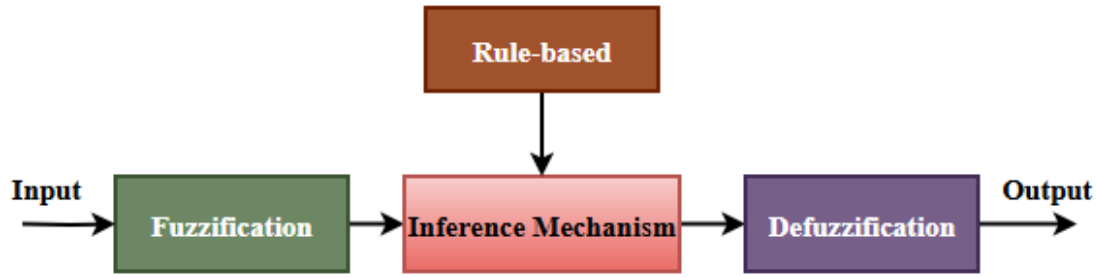 Rule-based
Input
Fuzzification
Inference Mechanism
Defuzzification
Output